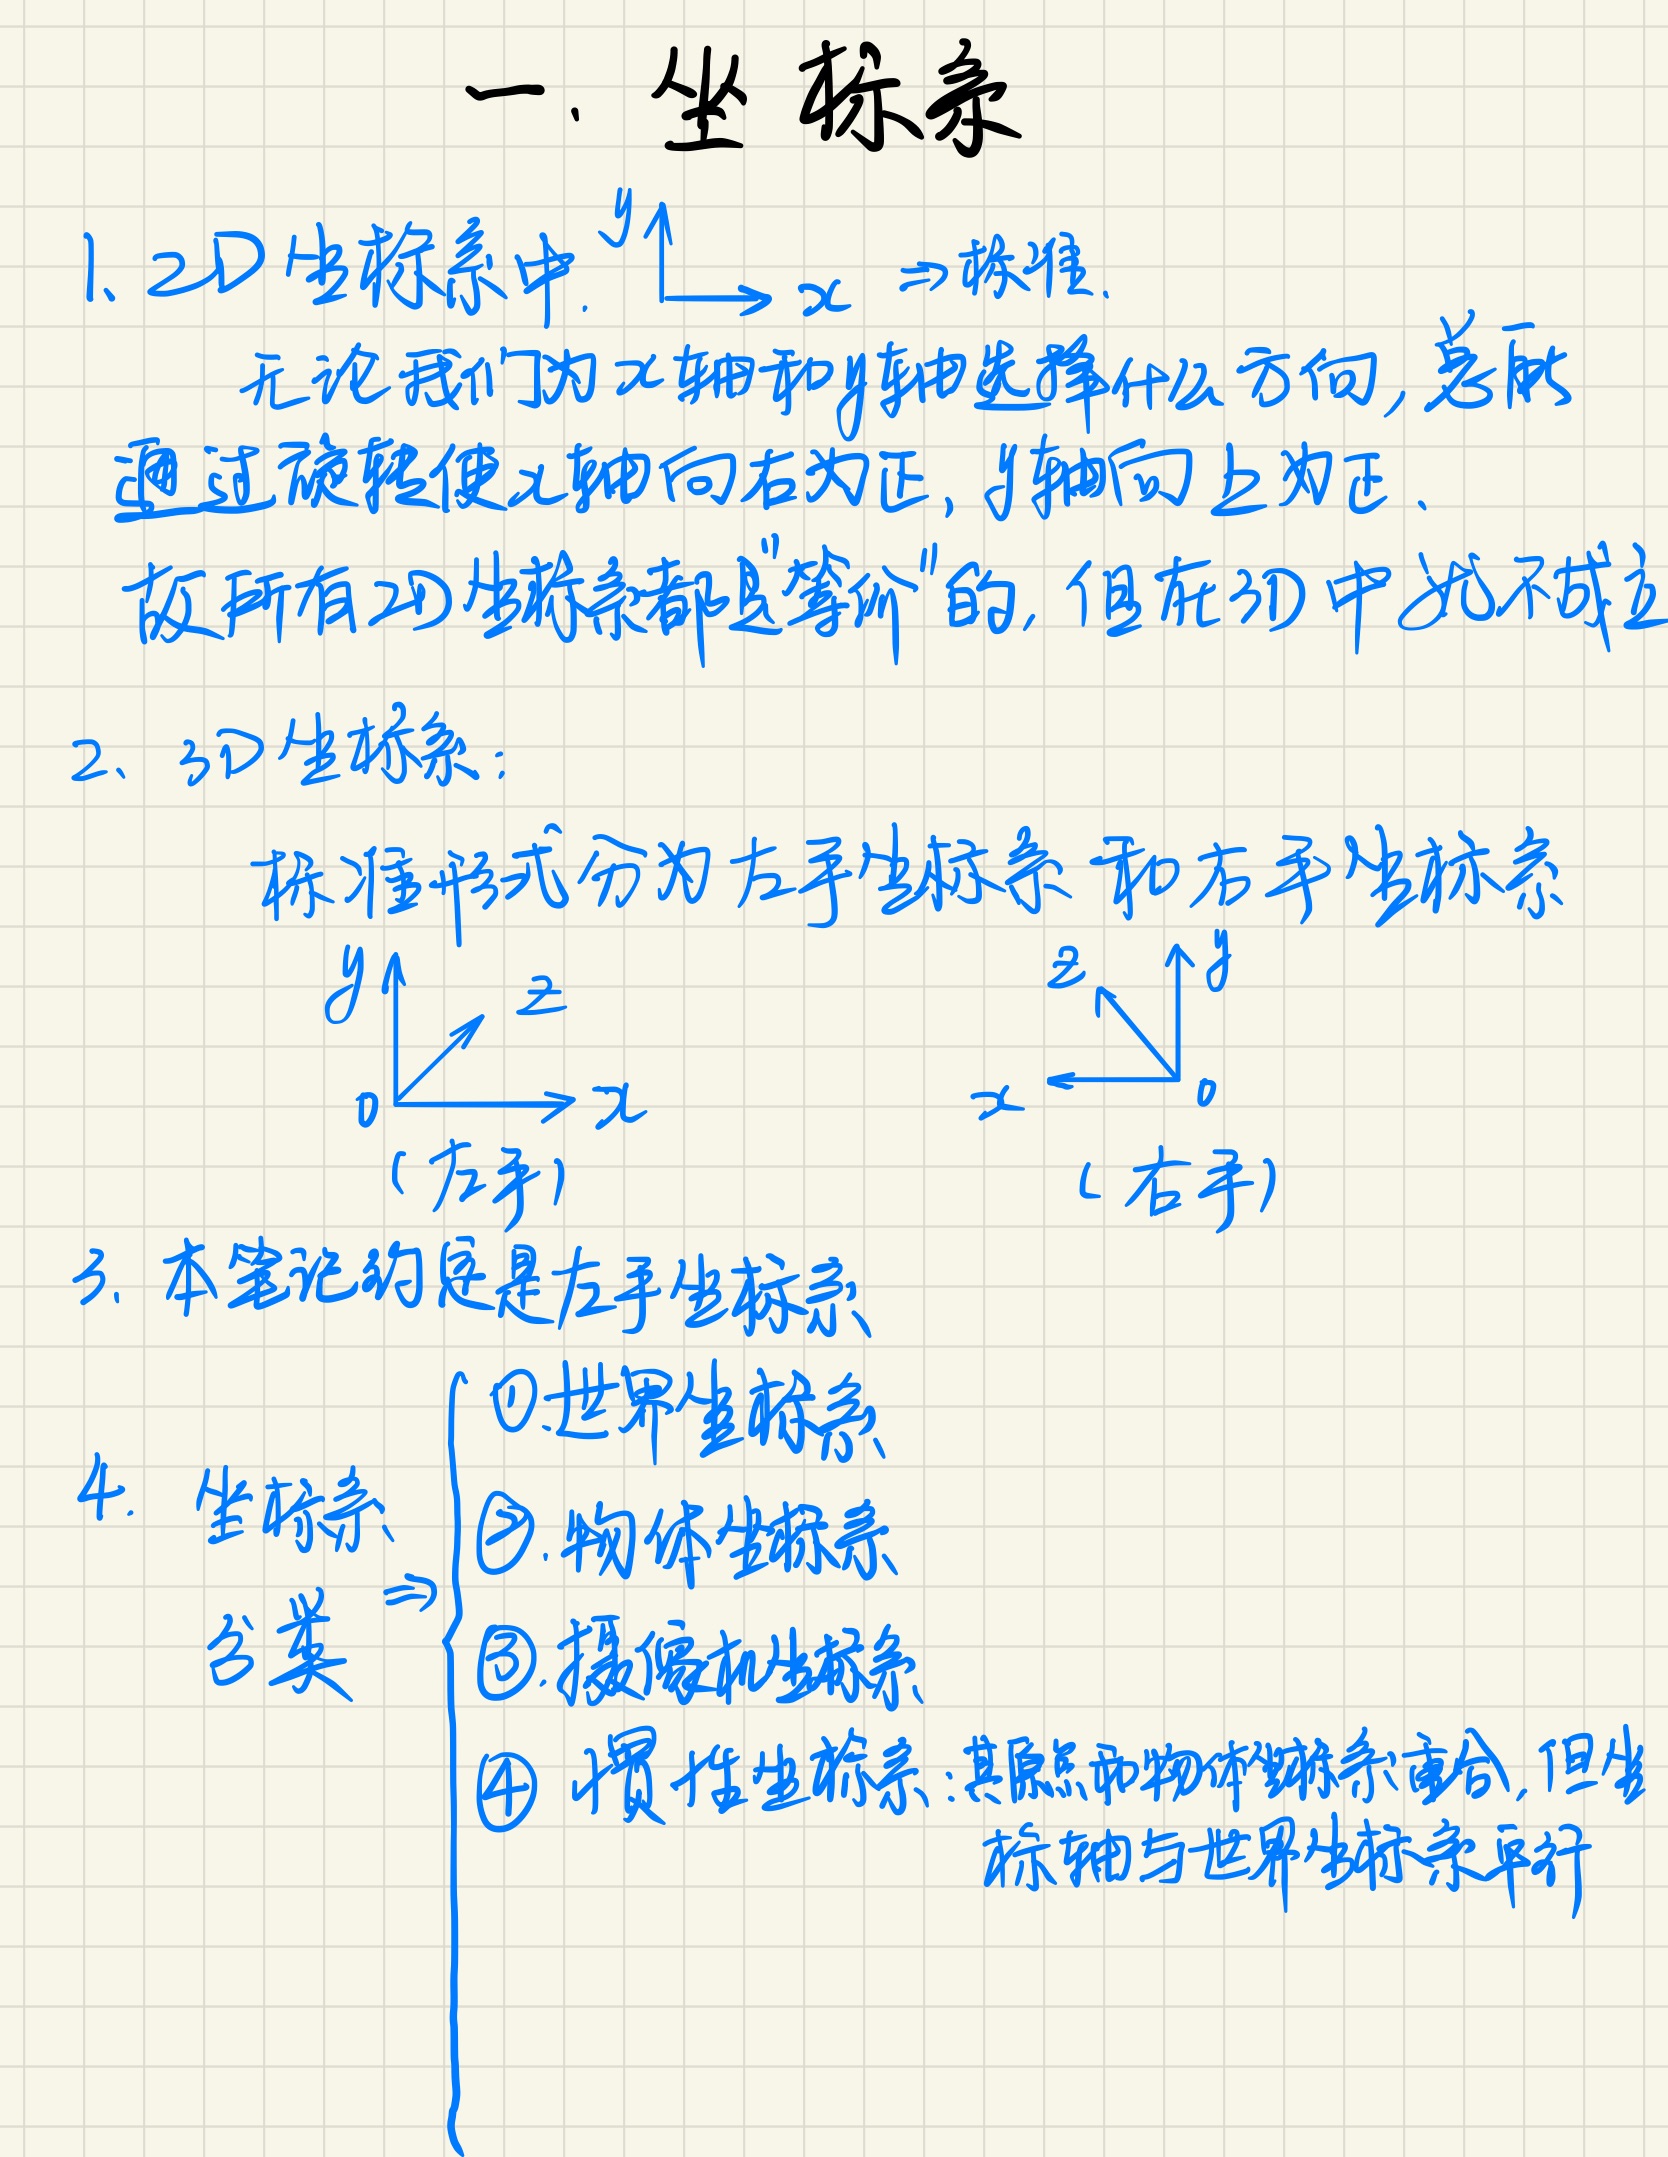 一. 坐标系
1、2D坐标系中. y x ⇒标准.
无论我们为x轴和y轴选择什么方向,总能
通过旋转使x轴向右为正,y轴向上为正、
故所有2D坐标系都是"等价"的,但在3D中就不成立
2、3D坐标系:
标准形式分为左手坐标系和右手坐标系
y z z y
0 x x 0
(左手) (右手)
3. 本笔记约定是左手坐标系
4. 坐标系
分类 ⇒
①.世界坐标系
②.物体坐标系
③.摄像机坐标系
④ 惯性坐标系:其原点和物体坐标系重合,但坐
标轴与世界坐标系平行